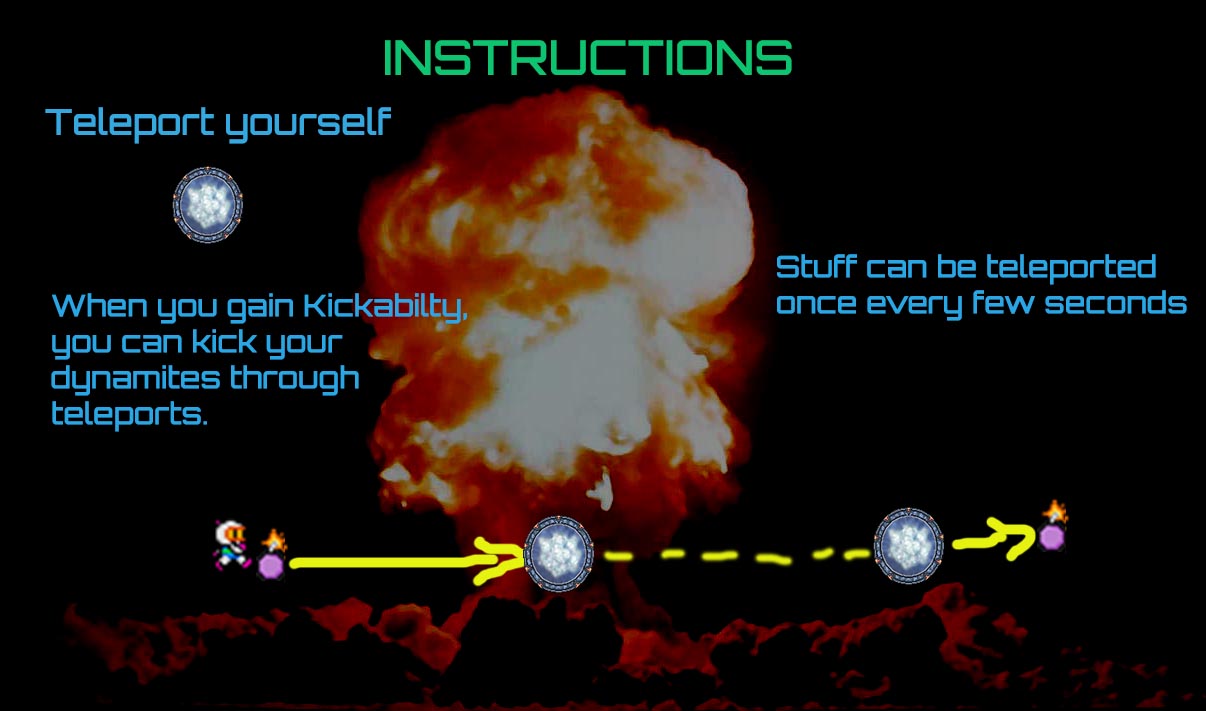 INSTRUCTIONS
Teleport yourself
When you gain Kickabilty,
you can kick your
dynamites through
teleports.
Stuff can be teleported
once every few seconds